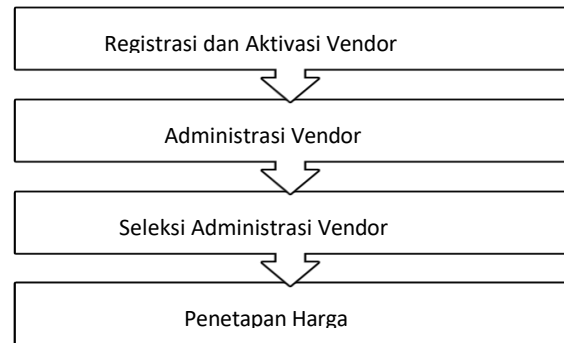 Registrasi dan Aktivasi Vendor
Administrasi Vendor
Seleksi Administrasi Vendor
Penetapan Harga